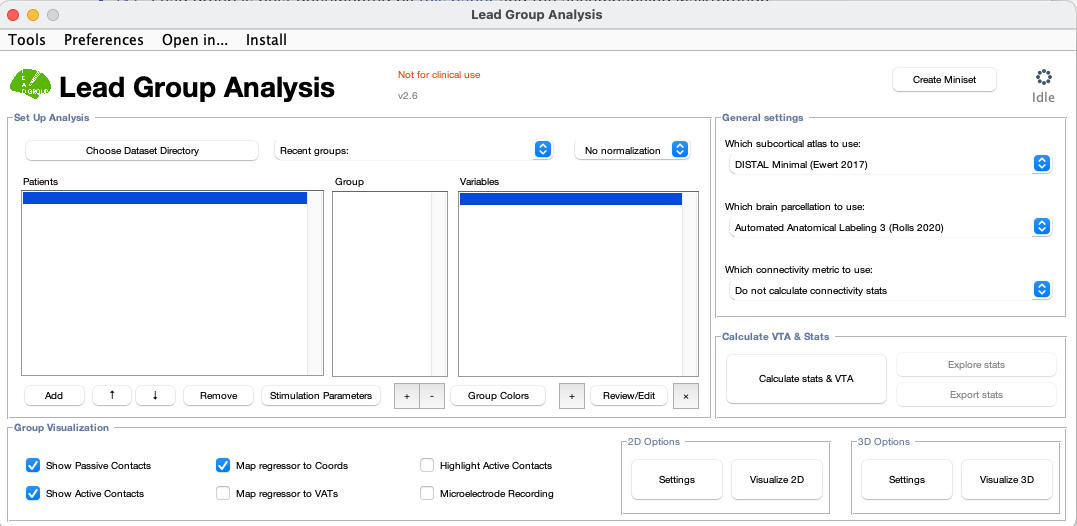 Lead Group Analysis
Tools Preferences Open in... Install
Lead Group Analysis
Not for clinical use
v2.6
Create Miniset
Idle
Set Up Analysis
Choose Dataset Directory
Recent groups:
No normalization
Patients
Group
Variables
Add
↑
↓
Remove
Stimulation Parameters
+
-
Group Colors
+
Review/Edit
×
General settings
Which subcortical atlas to use:
DISTAL Minimal (Ewert 2017)
Which brain parcellation to use:
Automated Anatomical Labeling 3 (Rolls 2020)
Which connectivity metric to use:
Do not calculate connectivity stats
Calculate VTA & Stats
Calculate stats & VTA
Explore stats
Export stats
Group Visualization
Show Passive Contacts
Map regressor to Coords
Highlight Active Contacts
Show Active Contacts
Map regressor to VATs
Microelectrode Recording
2D Options
Settings
Visualize 2D
3D Options
Settings
Visualize 3D